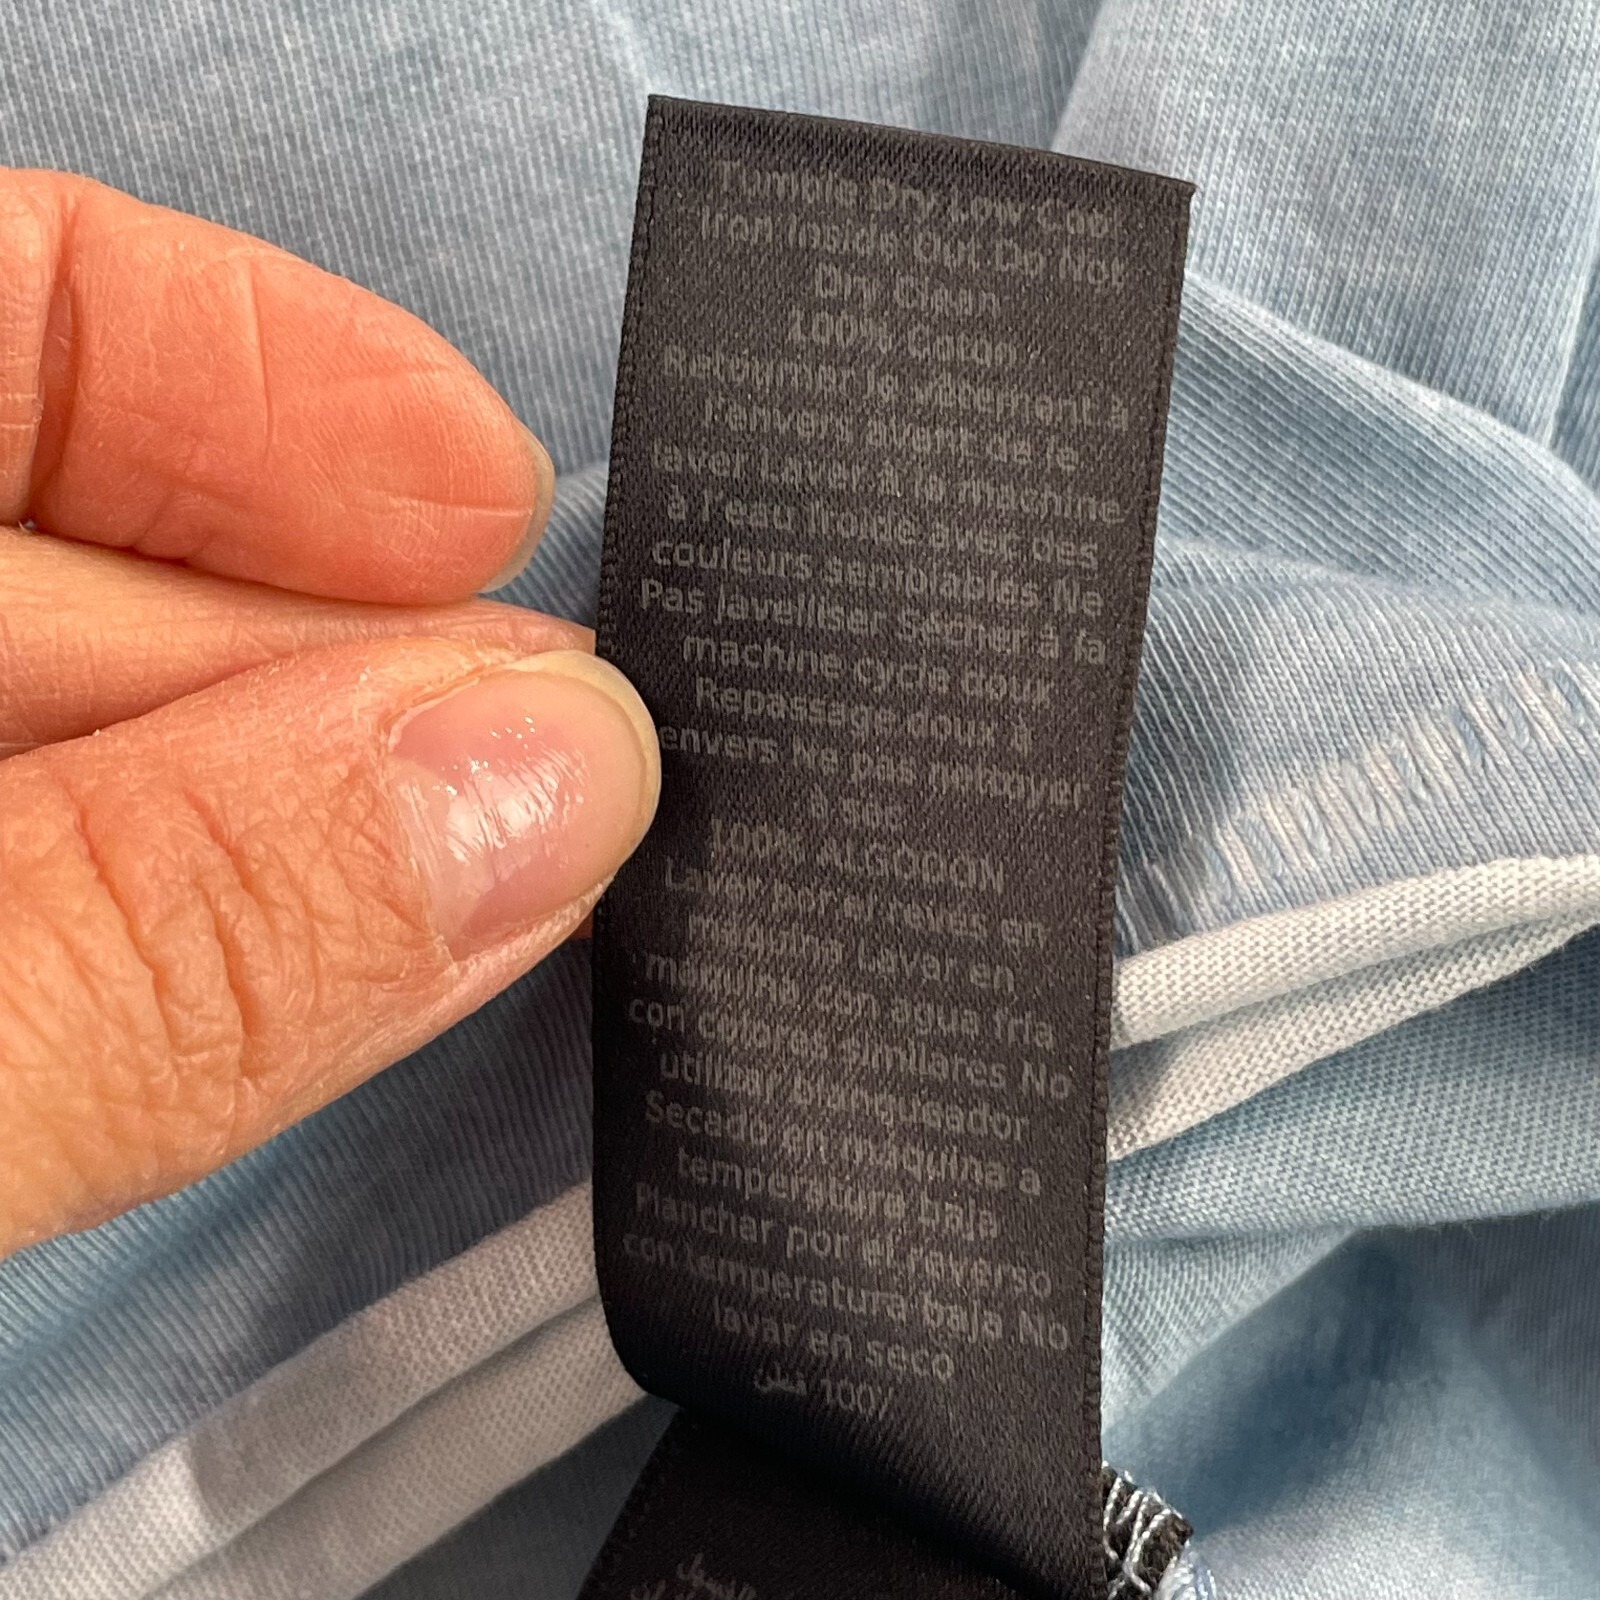 Tumble Dry Low Cool
Iron Inside Out Do Not
Dry Clean
100% Coton
Retourner le vêtement à
l'envers avant de le
laver Laver à la machine
à l'eau froide avec des
couleurs semblables Ne
Pas Javelliser Sécher à la
machine cycle doux
Repassage doux à
envers Ne pas nettoyer
à sec
100% ALGODON
Lavar por el revés en
máquina Lavar en
máquina con agua fria
con colores similares No
utilizar blanqueador
Secado en máquina a
temperatura baja
Planchar por el reverso
con temperatura baja No
lavar en seco
100% قطن